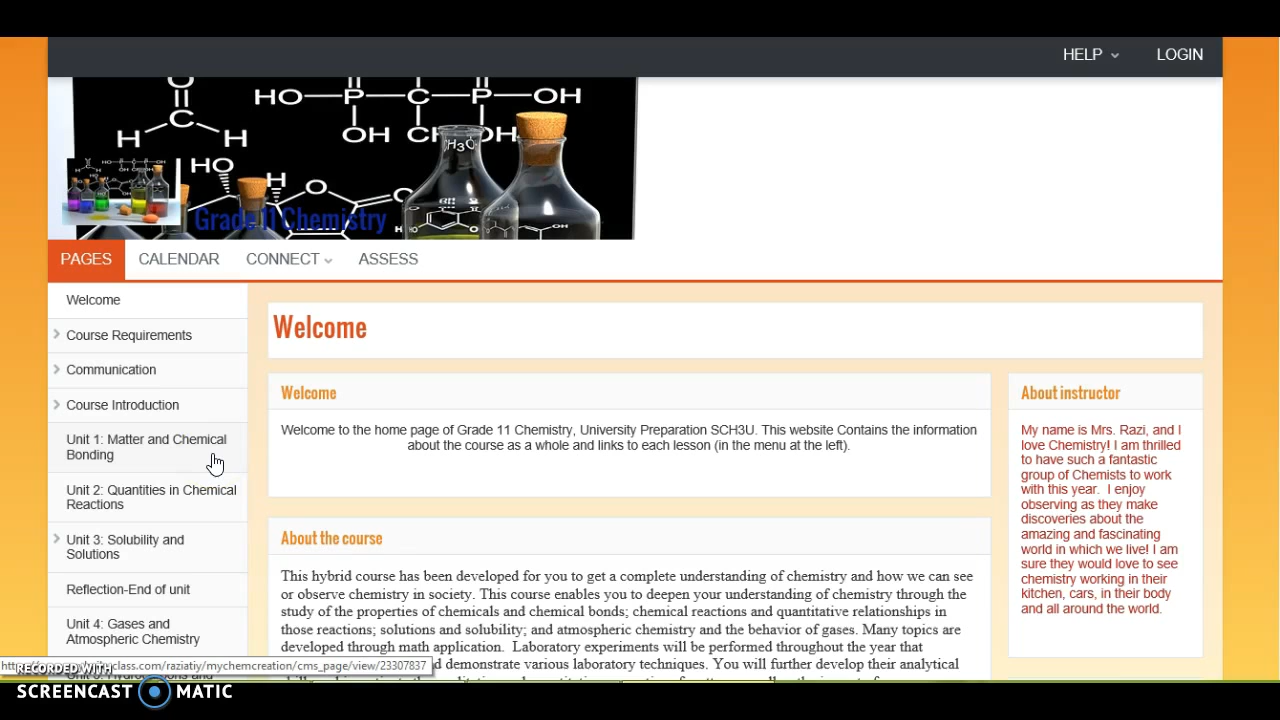 HELP
LOGIN
HO P C P OH
C
H H
OH OH
H3O
HO
H
O
Grade 11 Chemistry
PAGES
CALENDAR
CONNECT
ASSESS
Welcome
Course Requirements
Communication
Course Introduction
Unit 1: Matter and Chemical
Bonding
Unit 2: Quantities in Chemical
Reactions
Unit 3: Solubility and
Solutions
Reflection-End of unit
Unit 4: Gases and
Atmospheric Chemistry
Welcome
Welcome
Welcome to the home page of Grade 11 Chemistry, University Preparation SCH3U. This website Contains the information
about the course as a whole and links to each lesson (in the menu at the left).
About the course
This hybrid course has been developed for you to get a complete understanding of chemistry and how we can see
or observe chemistry in society. This course enables you to deepen your understanding of chemistry through the
study of the properties of chemicals and chemical bonds; chemical reactions and quantitative relationships in
those reactions; solutions and solubility; and atmospheric chemistry and the behavior of gases. Many topics are
developed through math application. Laboratory experiments will be performed throughout the year that
d demonstrate various laboratory techniques. You will further develop their analytical
About instructor
My name is Mrs. Razi, and I
love Chemistry! I am thrilled
to have such a fantastic
group of Chemists to work
with this year. I enjoy
observing as they make
discoveries about the
amazing and fascinating
world in which we live! I am
sure they would love to see
chemistry working in their
kitchen, cars, in their body
and all around the world.
class.com/raziatiy/mychemcreation/cms_page/view/23307837
RECORDED WITH
SCREENCAST MATIC